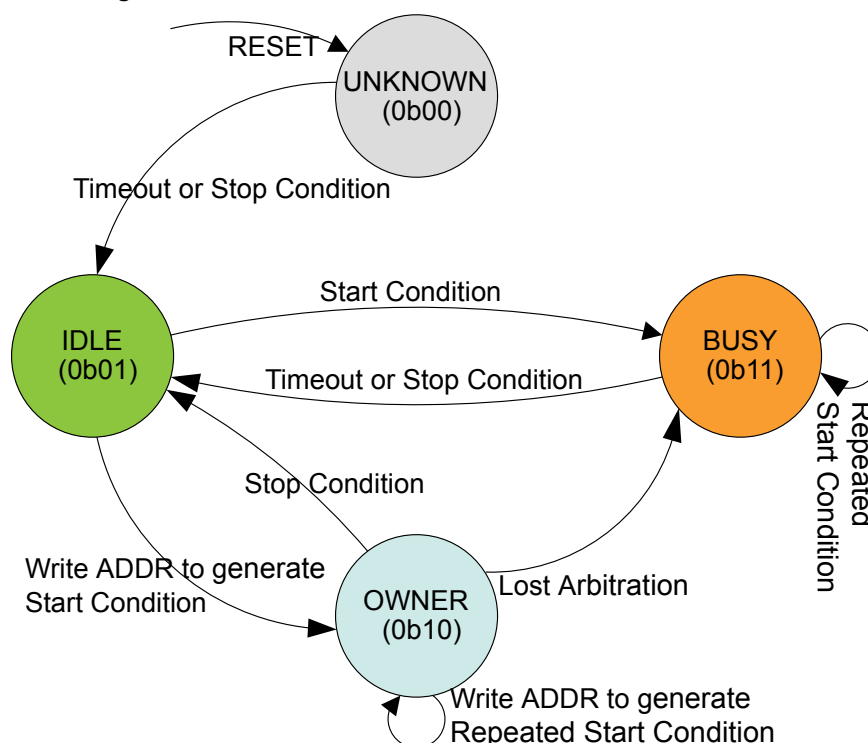 RESET
UNKNOWN
(0b00)
Timeout or Stop Condition
Start Condition
IDLE
(0b01)
BUSY
(0b11)
Timeout or Stop Condition
Repeated
Start Condition
Stop Condition
Write ADDR to generate
Start Condition
OWNER
(0b10)
Lost Arbitration
Write ADDR to generate
Repeated Start Condition